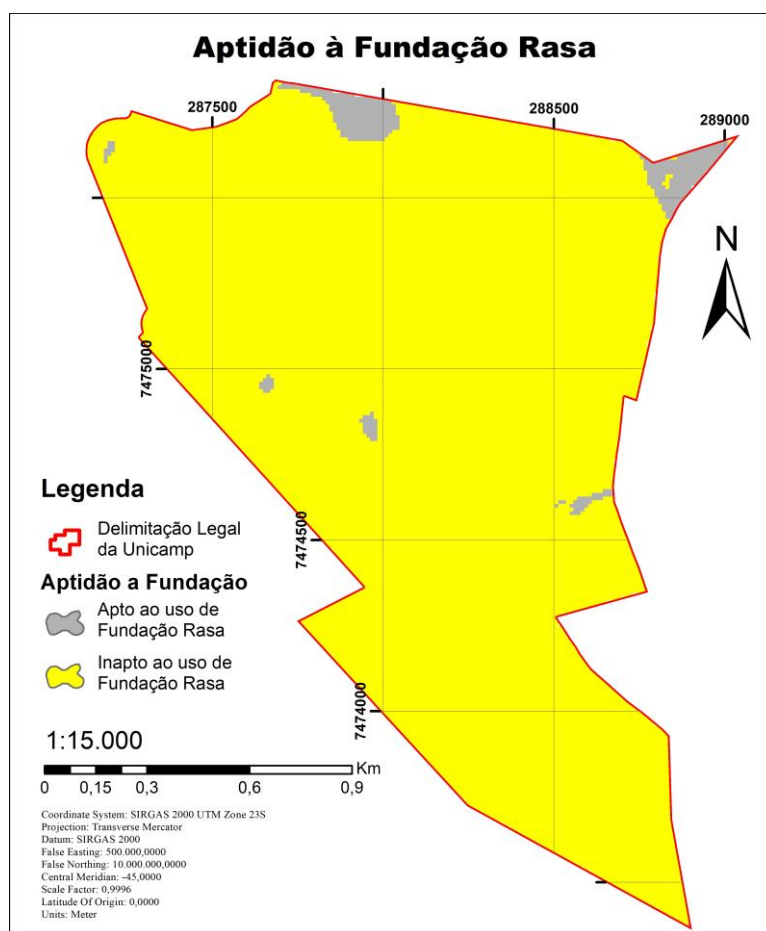 Aptidão à Fundação Rasa
287500
288500
289000
N
7475000
7474500
7474000
Legenda
Delimitação Legal
da Unicamp
Aptidão a Fundação
Apto ao uso de
Fundação Rasa
Inapto ao uso de
Fundação Rasa
1:15.000
Km
0 0,15 0,3 0,6 0,9
Coordinate System: SIRGAS 2000 UTM Zone 23S
Projection: Transverse Mercator
Datum: SIRGAS 2000
False Easting: 500.000,0000
False Northing: 10.000.000,0000
Central Meridian: -45,0000
Scale Factor: 0,9996
Latitude Of Origin: 0,0000
Units: Meter